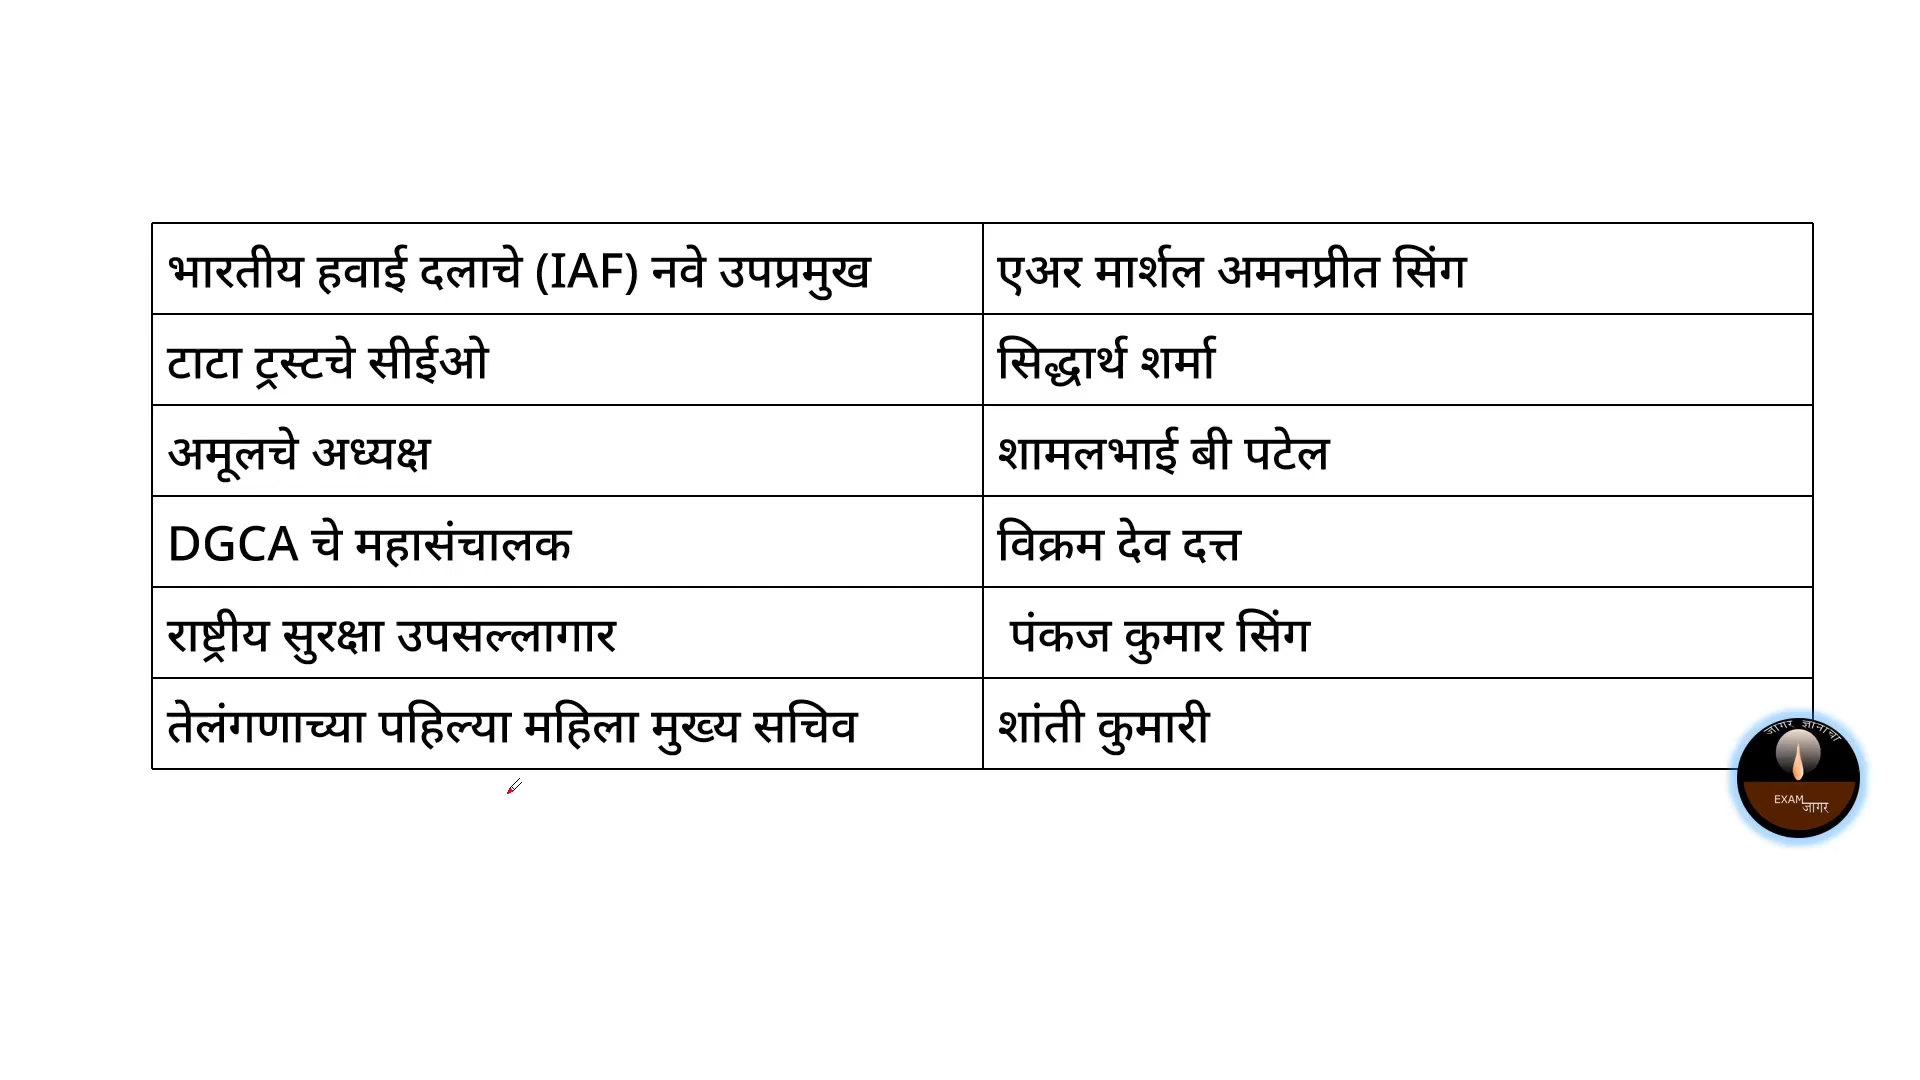 भारतीय हवाई दलाचे (IAF) नवे उपप्रमुख एअर मार्शल अमनप्रीत सिंग
टाटा ट्रस्टचे सीईओ सिद्धार्थ शर्मा
अमूलचे अध्यक्ष शामलभाई बी पटेल
DGCA चे महासंचालक विक्रम देव दत्त
राष्ट्रीय सुरक्षा उपसल्लागार पंकज कुमार सिंग
तेलंगणाच्या पहिल्या महिला मुख्य सचिव शांती कुमारी
जागर ज्ञानाचा
EXAM जागर